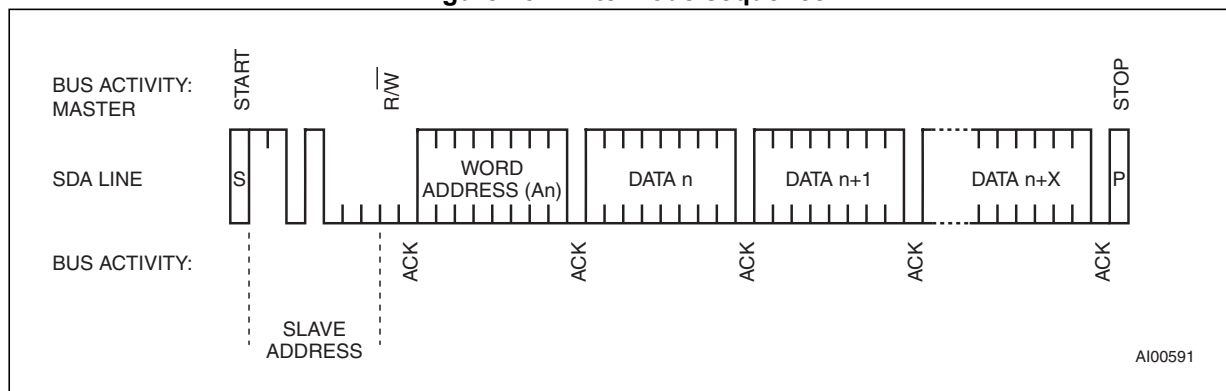 Figure Write mode sequence
BUS ACTIVITY:
MASTER
START
R/W̅
STOP
SDA LINE
S
WORD
ADDRESS (An)
DATA n
DATA n+1
DATA n+X
P
BUS ACTIVITY:
ACK
ACK
ACK
ACK
ACK
SLAVE
ADDRESS
AI00591